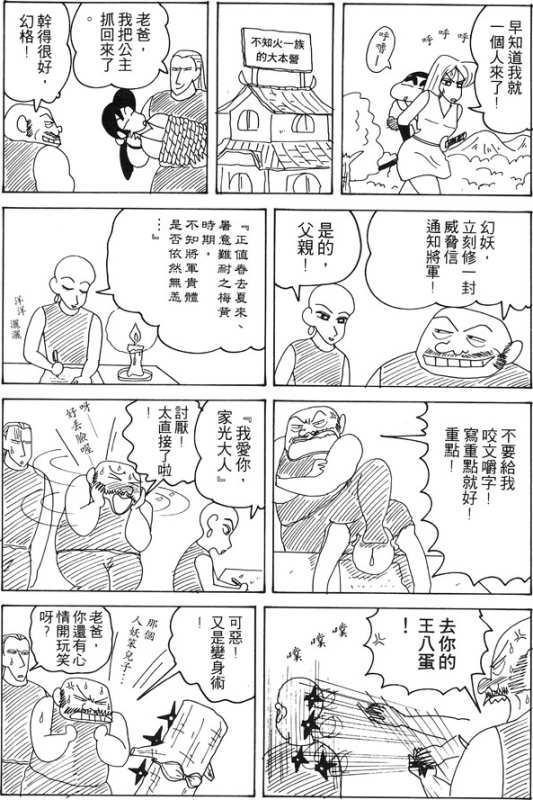 早知道我就
一個人來了！
呼
呼
呼
呼嚕～
不知火一族
的大本營
老爸，
我把公主
抓回來了
幹得很好，
幻格！
幻妖，
立刻修一封
威脅信
通知將軍！
是的，
父親！
『正值春去夏來、
暑意難耐之梅黃
時期，
不知將軍貴體
是否依然無恙
…』
洋洋
灑灑
不要給我
咬文嚼字！
寫重點就好！
重點！
『我愛你，
家光大人』
討厭！
太直接了啦
！
呀…
好丟臉喔
去你的
王八蛋
！
噗
噗
噗
可惡！
又是變身術
！
那個
人妖笨兒子…
老爸，
你還有心
情開玩笑
呀？